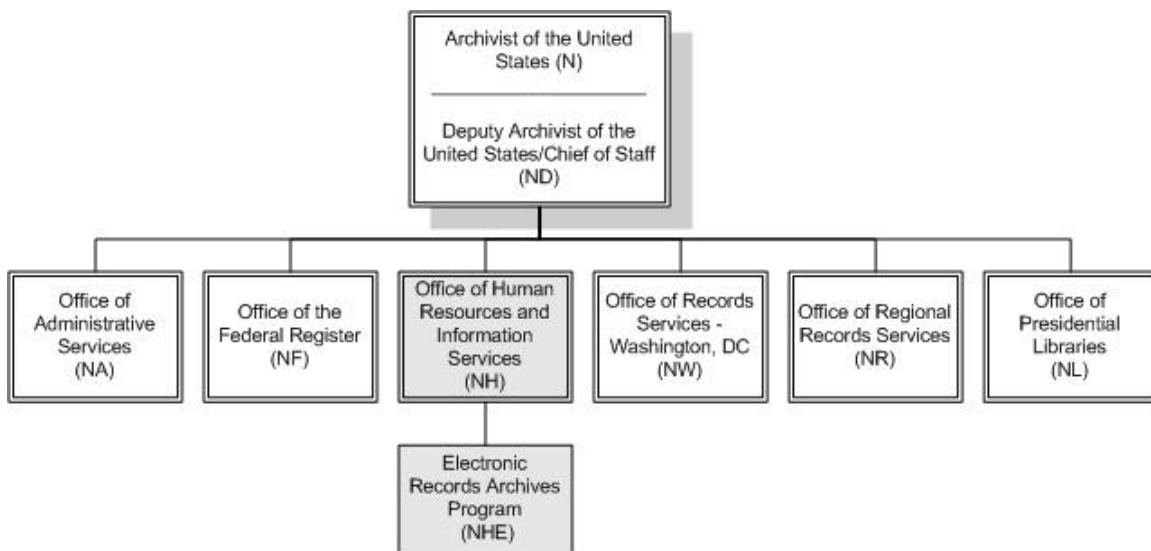 Archivist of the United
States (N)
Deputy Archivist of the
United States/Chief of Staff
(ND)
Office of
Administrative
Services
(NA)
Office of the
Federal Register
(NF)
Office of Human
Resources and
Information
Services
(NH)
Office of Records
Services -
Washington, DC
(NW)
Office of Regional
Records Services
(NR)
Office of
Presidential
Libraries
(NL)
Electronic
Records Archives
Program
(NHE)